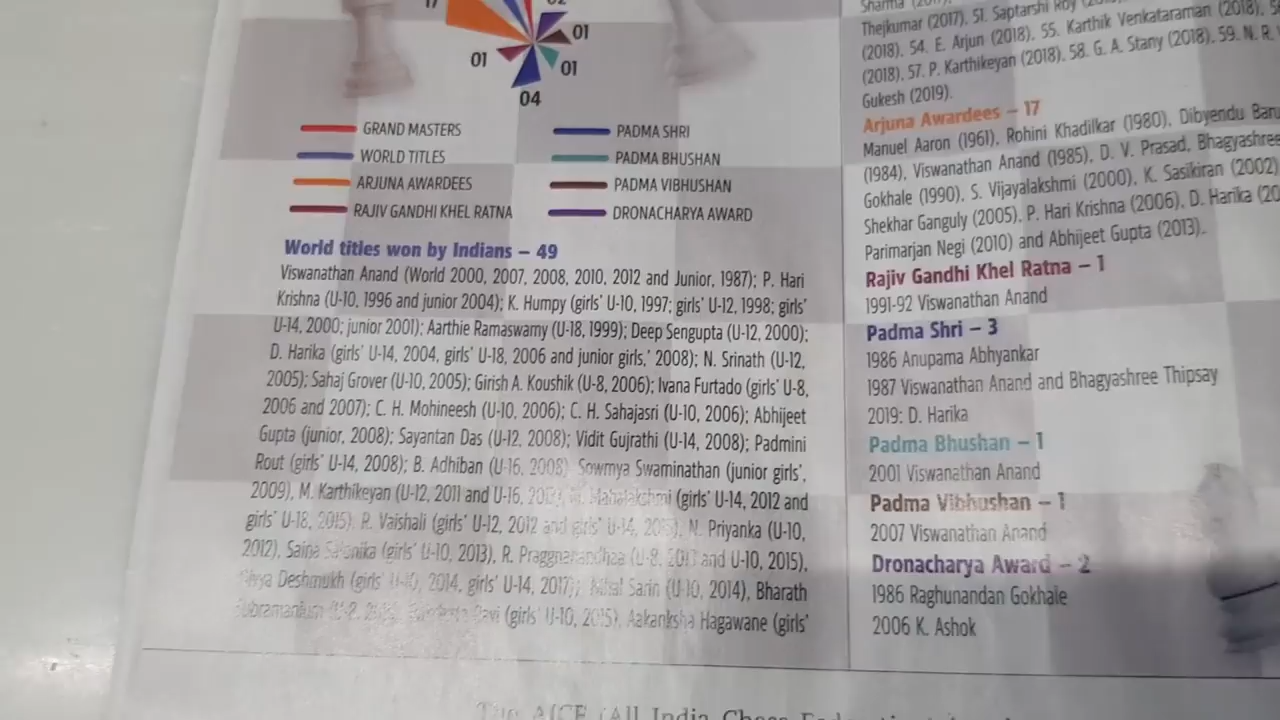 17
02
01
01
01
04
GRAND MASTERS
WORLD TITLES
ARJUNA AWARDEES
RAJIV GANDHI KHEL RATNA
PADMA SHRI
PADMA BHUSHAN
PADMA VIBHUSHAN
DRONACHARYA AWARD
World titles won by Indians – 49
Viswanathan Anand (World 2000, 2007, 2008, 2010, 2012 and Junior, 1987); P. Hari
Krishna (U-10, 1996 and junior 2004); K. Humpy (girls' U-10, 1997; girls' U-12, 1998; girls'
U-14, 2000; junior 2001); Aarthie Ramaswamy (U-18, 1999); Deep Sengupta (U-12, 2000);
D. Harika (girls' U-14, 2004, girls' U-18, 2006 and junior girls,' 2008); N. Srinath (U-12,
2005); Sahaj Grover (U-10, 2005); Girish A. Koushik (U-8, 2006); Ivana Furtado (girls' U-8,
2006 and 2007); C. H. Mohineesh (U-10, 2006); C. H. Sahajasri (U-10, 2006); Abhijeet
Gupta (junior, 2008); Sayantan Das (U-12, 2008); Vidit Gujrathi (U-14, 2008); Padmini
Rout (girls' U-14, 2008); B. Adhiban (U-16, 2008) Sowmya Swaminathan (junior girls',
2009), M. Karthikeyan (U-12, 2011 and U-16, Mahalakshmi (girls' U-14, 2012 and
girls' U-18, 2015). R. Vaishali (girls' U-12, 2012 and girls' U-14, N. Priyanka (U-10,
2012), (girls' U-10, 2013), R. Praggnanandhaa (U-8, 2013 and U-10, 2015),
Deshmukh (girls' U-10, 2014, girls' U-14, 2017); Nihal Sarin (U-10, 2014), Bharath
(girls' U-10, 2015), Aakanksha Hagawane (girls'
Thejkumar (2017), 51. Saptarshi Roy
(2018), 54. E. Arjun (2018), 55. Karthik Venkataraman (2018),
(2018), 57. P. Karthikeyan (2018), 58. G. A. Stany (2018), 59. N. R.
Gukesh (2019).
Arjuna Awardees – 17
Manuel Aaron (1961), Rohini Khadilkar (1980), Dibyendu
(1984), Viswanathan Anand (1985), D. V. Prasad, Bhagyashree
Gokhale (1990), S. Vijayalakshmi (2000), K. Sasikiran (2002)
Shekhar Ganguly (2005), P. Hari Krishna (2006), D. Harika
Parimarjan Negi (2010) and Abhijeet Gupta (2013).
Rajiv Gandhi Khel Ratna – 1
1991-92 Viswanathan Anand
Padma Shri – 3
1986 Anupama Abhyankar
1987 Viswanathan Anand and Bhagyashree Thipsay
2019: D. Harika
Padma Bhushan – 1
2001 Viswanathan Anand
Padma Vibhushan – 1
2007 Viswanathan Anand
Dronacharya Award – 2
1986 Raghunandan Gokhale
2006 K. Ashok